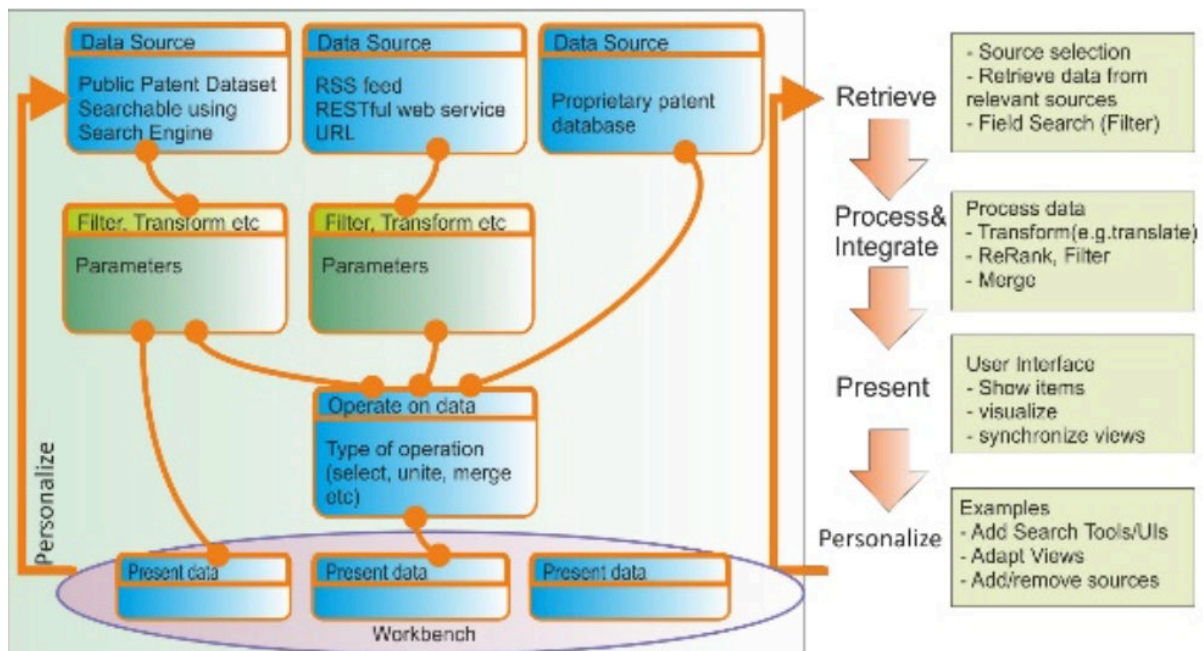 Data Source
Public Patent Dataset
Searchable using
Search Engine
Data Source
RSS feed
RESTful web service
URL
Data Source
Proprietary patent
database
Filter, Transform etc
Parameters
Filter, Transform etc
Parameters
Operate on data
Type of operation
(select, unite, merge
etc)
Personalize
Present data
Present data
Present data
Workbench
Retrieve
- Source selection
- Retrieve data from
relevant sources
- Field Search (Filter)
Process&
Integrate
Process data
- Transform(e.g.translate)
- ReRank, Filter
- Merge
Present
User Interface
- Show items
- visualize
- synchronize views
Personalize
Examples
- Add Search Tools/UIs
- Adapt Views
- Add/remove sources